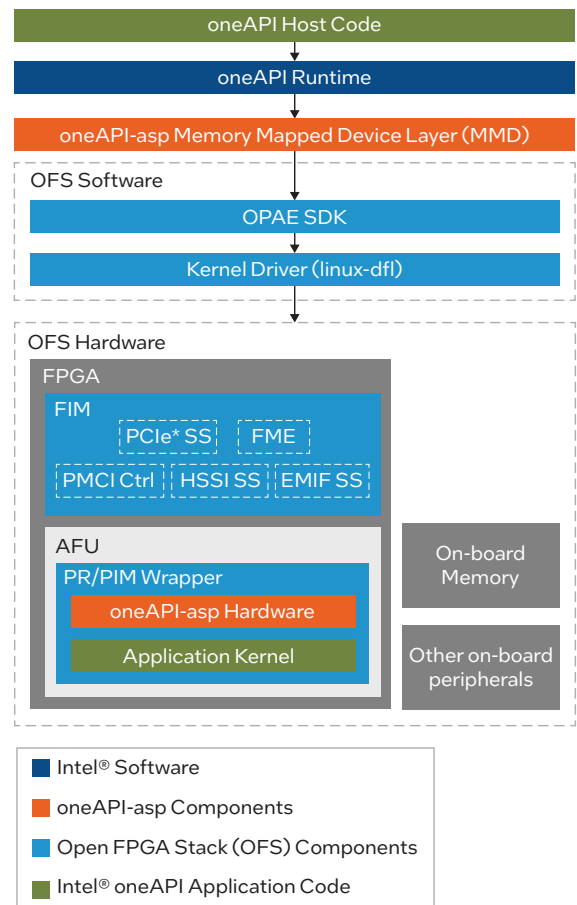 oneAPI Host Code
oneAPI Runtime
oneAPI-asp Memory Mapped Device Layer (MMD)
OFS Software
OPAE SDK
Kernel Driver (linux-dfl)
OFS Hardware
FPGA
FIM
PCIe* SS
FME
PMCI Ctrl
HSSI SS
EMIF SS
AFU
PR/PIM Wrapper
oneAPI-asp Hardware
Application Kernel
On-board
Memory
Other on-board
peripherals
Intel® Software
oneAPI-asp Components
Open FPGA Stack (OFS) Components
Intel® oneAPI Application Code